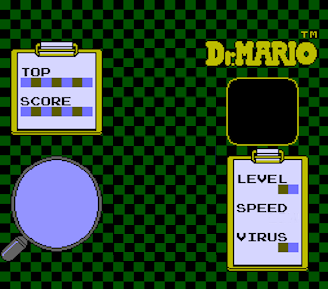 TM
Dr. MARIO
TOP
SCORE
LEVEL
SPEED
VIRUS